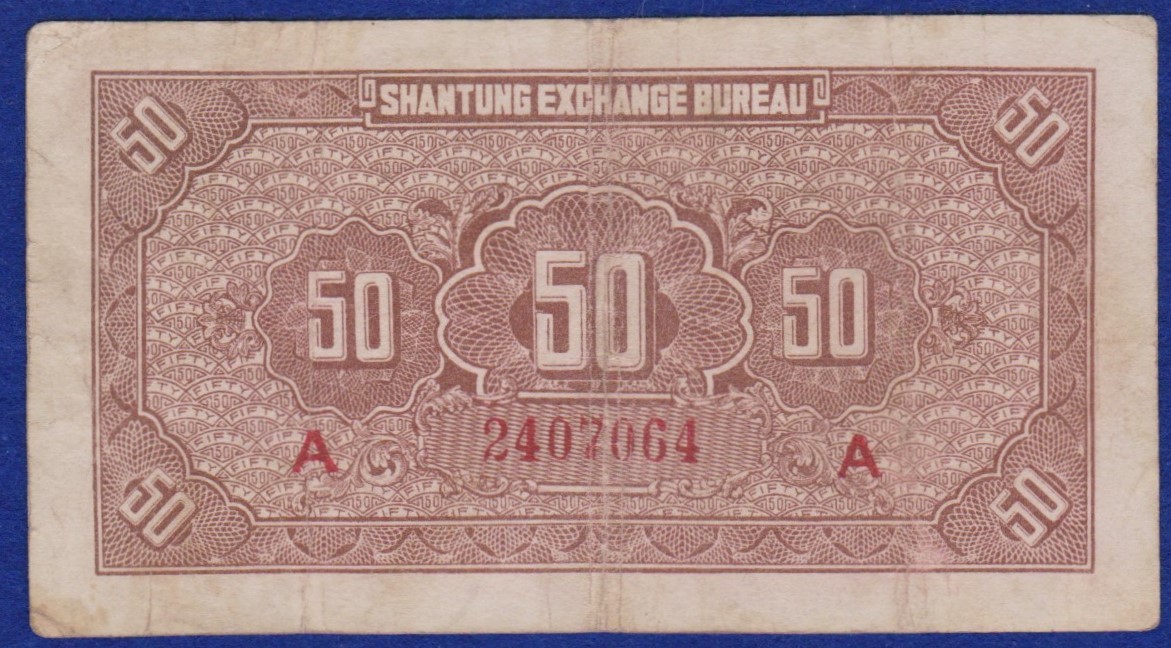 SHANTUNG EXCHANGE BUREAU
50 50
50 50 50
2407064
A A
50 50